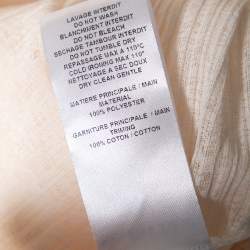 LAVAGE INTERDIT
DO NOT WASH
BLANCHIMENT INTERDIT
DO NOT BLEACH
SECHAGE TAMBOUR INTERDIT
DO NOT TUMBLE DRY
REPASSAGE MAX a 110°C
COLD IRONING MAX 110°
NETTOYAGE A SEC DOUX
DRY CLEAN GENTLE
MATIERE PRINCIPALE / MAIN
MATERIAL
100% POLYESTER
GARNITURE PRINCIPALE / MAIN
TRIMING
100% COTON / COTTON